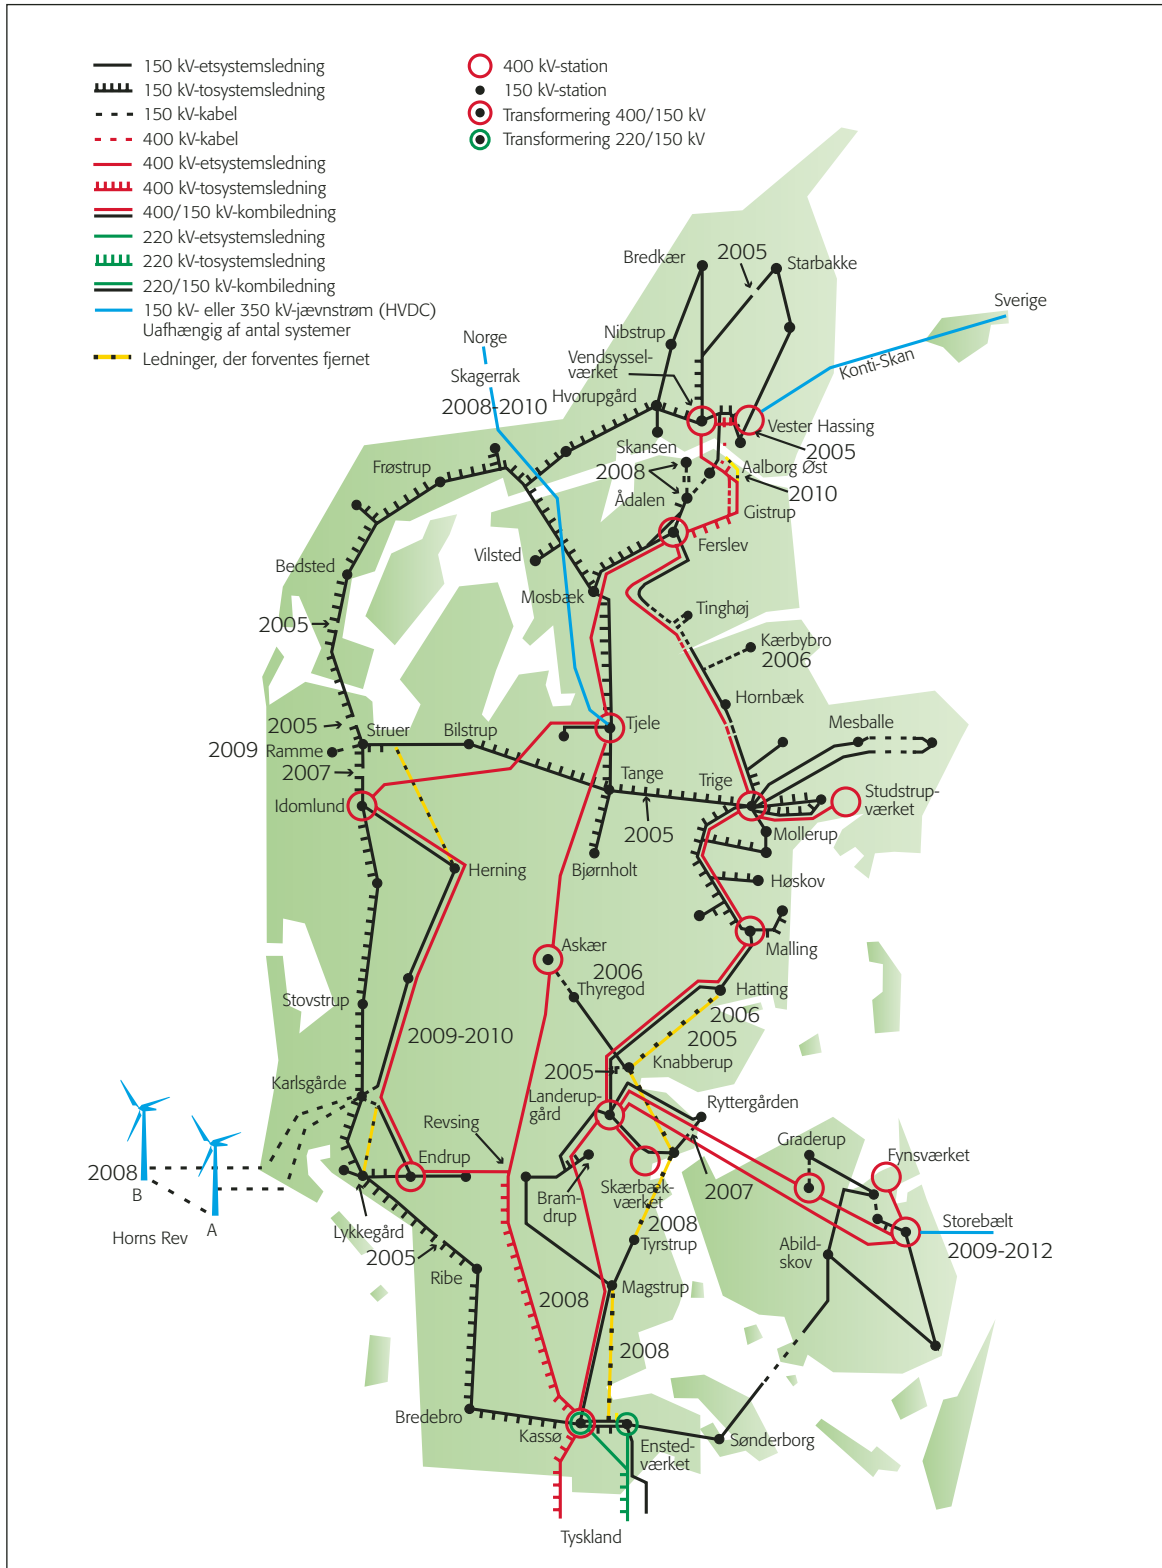 150 kV-etsystemsledning
150 kV-tosystemsledning
150 kV-kabel
400 kV-kabel
400 kV-etsystemsledning
400 kV-tosystemsledning
400/150 kV-kombiledning
220 kV-etsystemsledning
220 kV-tosystemsledning
220/150 kV-kombiledning
150 kV- eller 350 kV-jævnstrøm (HVDC)
Uafhængig af antal systemer
Ledninger, der forventes fjernet
400 kV-station
150 kV-station
Transformering 400/150 kV
Transformering 220/150 kV
Bredkær
2005
Starbakke
Sverige
Norge
Nibstrup
Konti-Skan
Vendsyssel-
værket
Skagerrak
Hvorupgård
2008-2010
Vester Hassing
2005
Skansen
Frøstrup
2008
Aalborg Øst
2010
Ådalen
Gistrup
Ferslev
Vilsted
Bedsted
Mosbæk
Tinghøj
2005
Kærbybro
2006
Hornbæk
2005
Struer
Bilstrup
Tjele
Mesballe
2009
Ramme
2007
Tange
Trige
Studstrup-
værket
Idomlund
2005
Mollerup
Herning
Bjørnholt
Høskov
Askær
Malling
2006
Thyregod
Hatting
2006
Stovstrup
2009-2010
2005
Knabberup
2005
Karlsgårde
Landerup-
gård
Ryttergården
Revsing
Graderup
Fynsværket
Endrup
2008
B
Bram-
drup
Skærbæk-
værket
2007
A
Horns Rev
Lykkegård
2008
Tyrstrup
Storebælt
2009-2012
Abild-
skov
2005
Ribe
Magstrup
2008
2008
Bredebro
Kassø
Ensted-
værket
Sønderborg
Tyskland